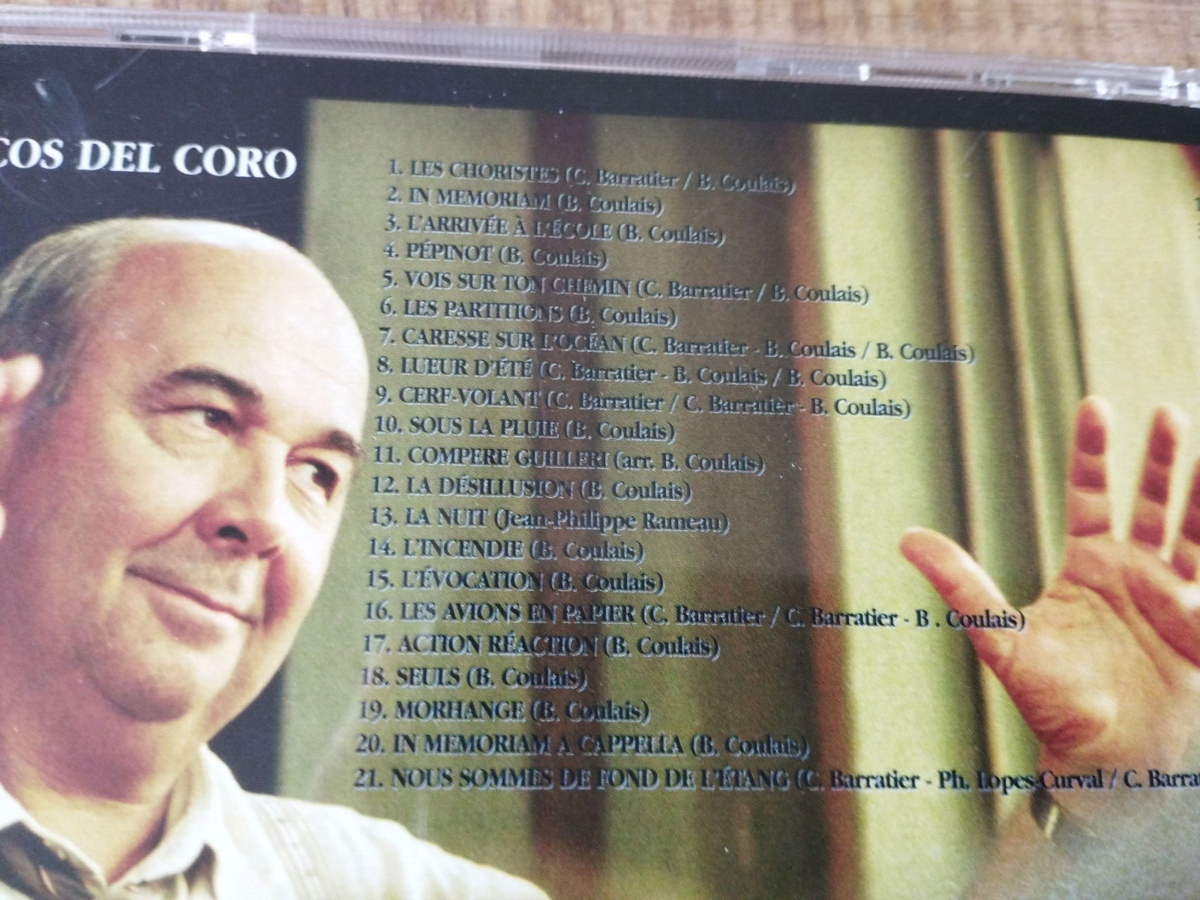 COS DEL CORO
1. LES CHORISTES (C. Barratier / B. Coulais)
2. IN MEMORIAM (B. Coulais)
3. L'ARRIVÉE À L'ÉCOLE (B. Coulais)
4. PÉPINOT (B. Coulais)
5. VOIS SUR TON CHEMIN (C. Barratier / B. Coulais)
6. LES PARTITIONS (B. Coulais)
7. CARESSE SUR L'OCÉAN (C. Barratier - B. Coulais / B. Coulais)
8. LUEUR D'ÉTÉ (C. Barratier - B. Coulais / B. Coulais)
9. CERF-VOLANT (C. Barratier / C. Barratier - B. Coulais)
10. SOUS LA PLUIE (B. Coulais)
11. COMPERE GUILLERI (arr. B. Coulais)
12. LA DÉSILLUSION (B. Coulais)
13. LA NUIT (Jean-Philippe Rameau)
14. L'INCENDIE (B. Coulais)
15. L'ÉVOCATION (B. Coulais)
16. LES AVIONS EN PAPIER (C. Barratier / C. Barratier - B . Coulais)
17. ACTION RÉACTION (B. Coulais)
18. SEULS (B. Coulais)
19. MORHANGE (B. Coulais)
20. IN MEMORIAM A CAPPELLA (B. Coulais)
21. NOUS SOMMES DE FOND DE L'ÉTANG (C. Barratier - Ph. Lopes-Curval / C. Barrat